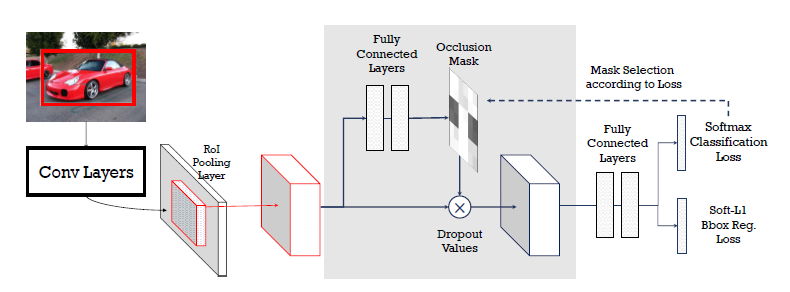 Conv Layers
RoI
Pooling
Layer
Fully
Connected
Layers
Occlusion
Mask
Dropout
Values
Mask Selection
according to Loss
Fully
Connected
Layers
Softmax
Classification
Loss
Soft-L1
Bbox Reg.
Loss